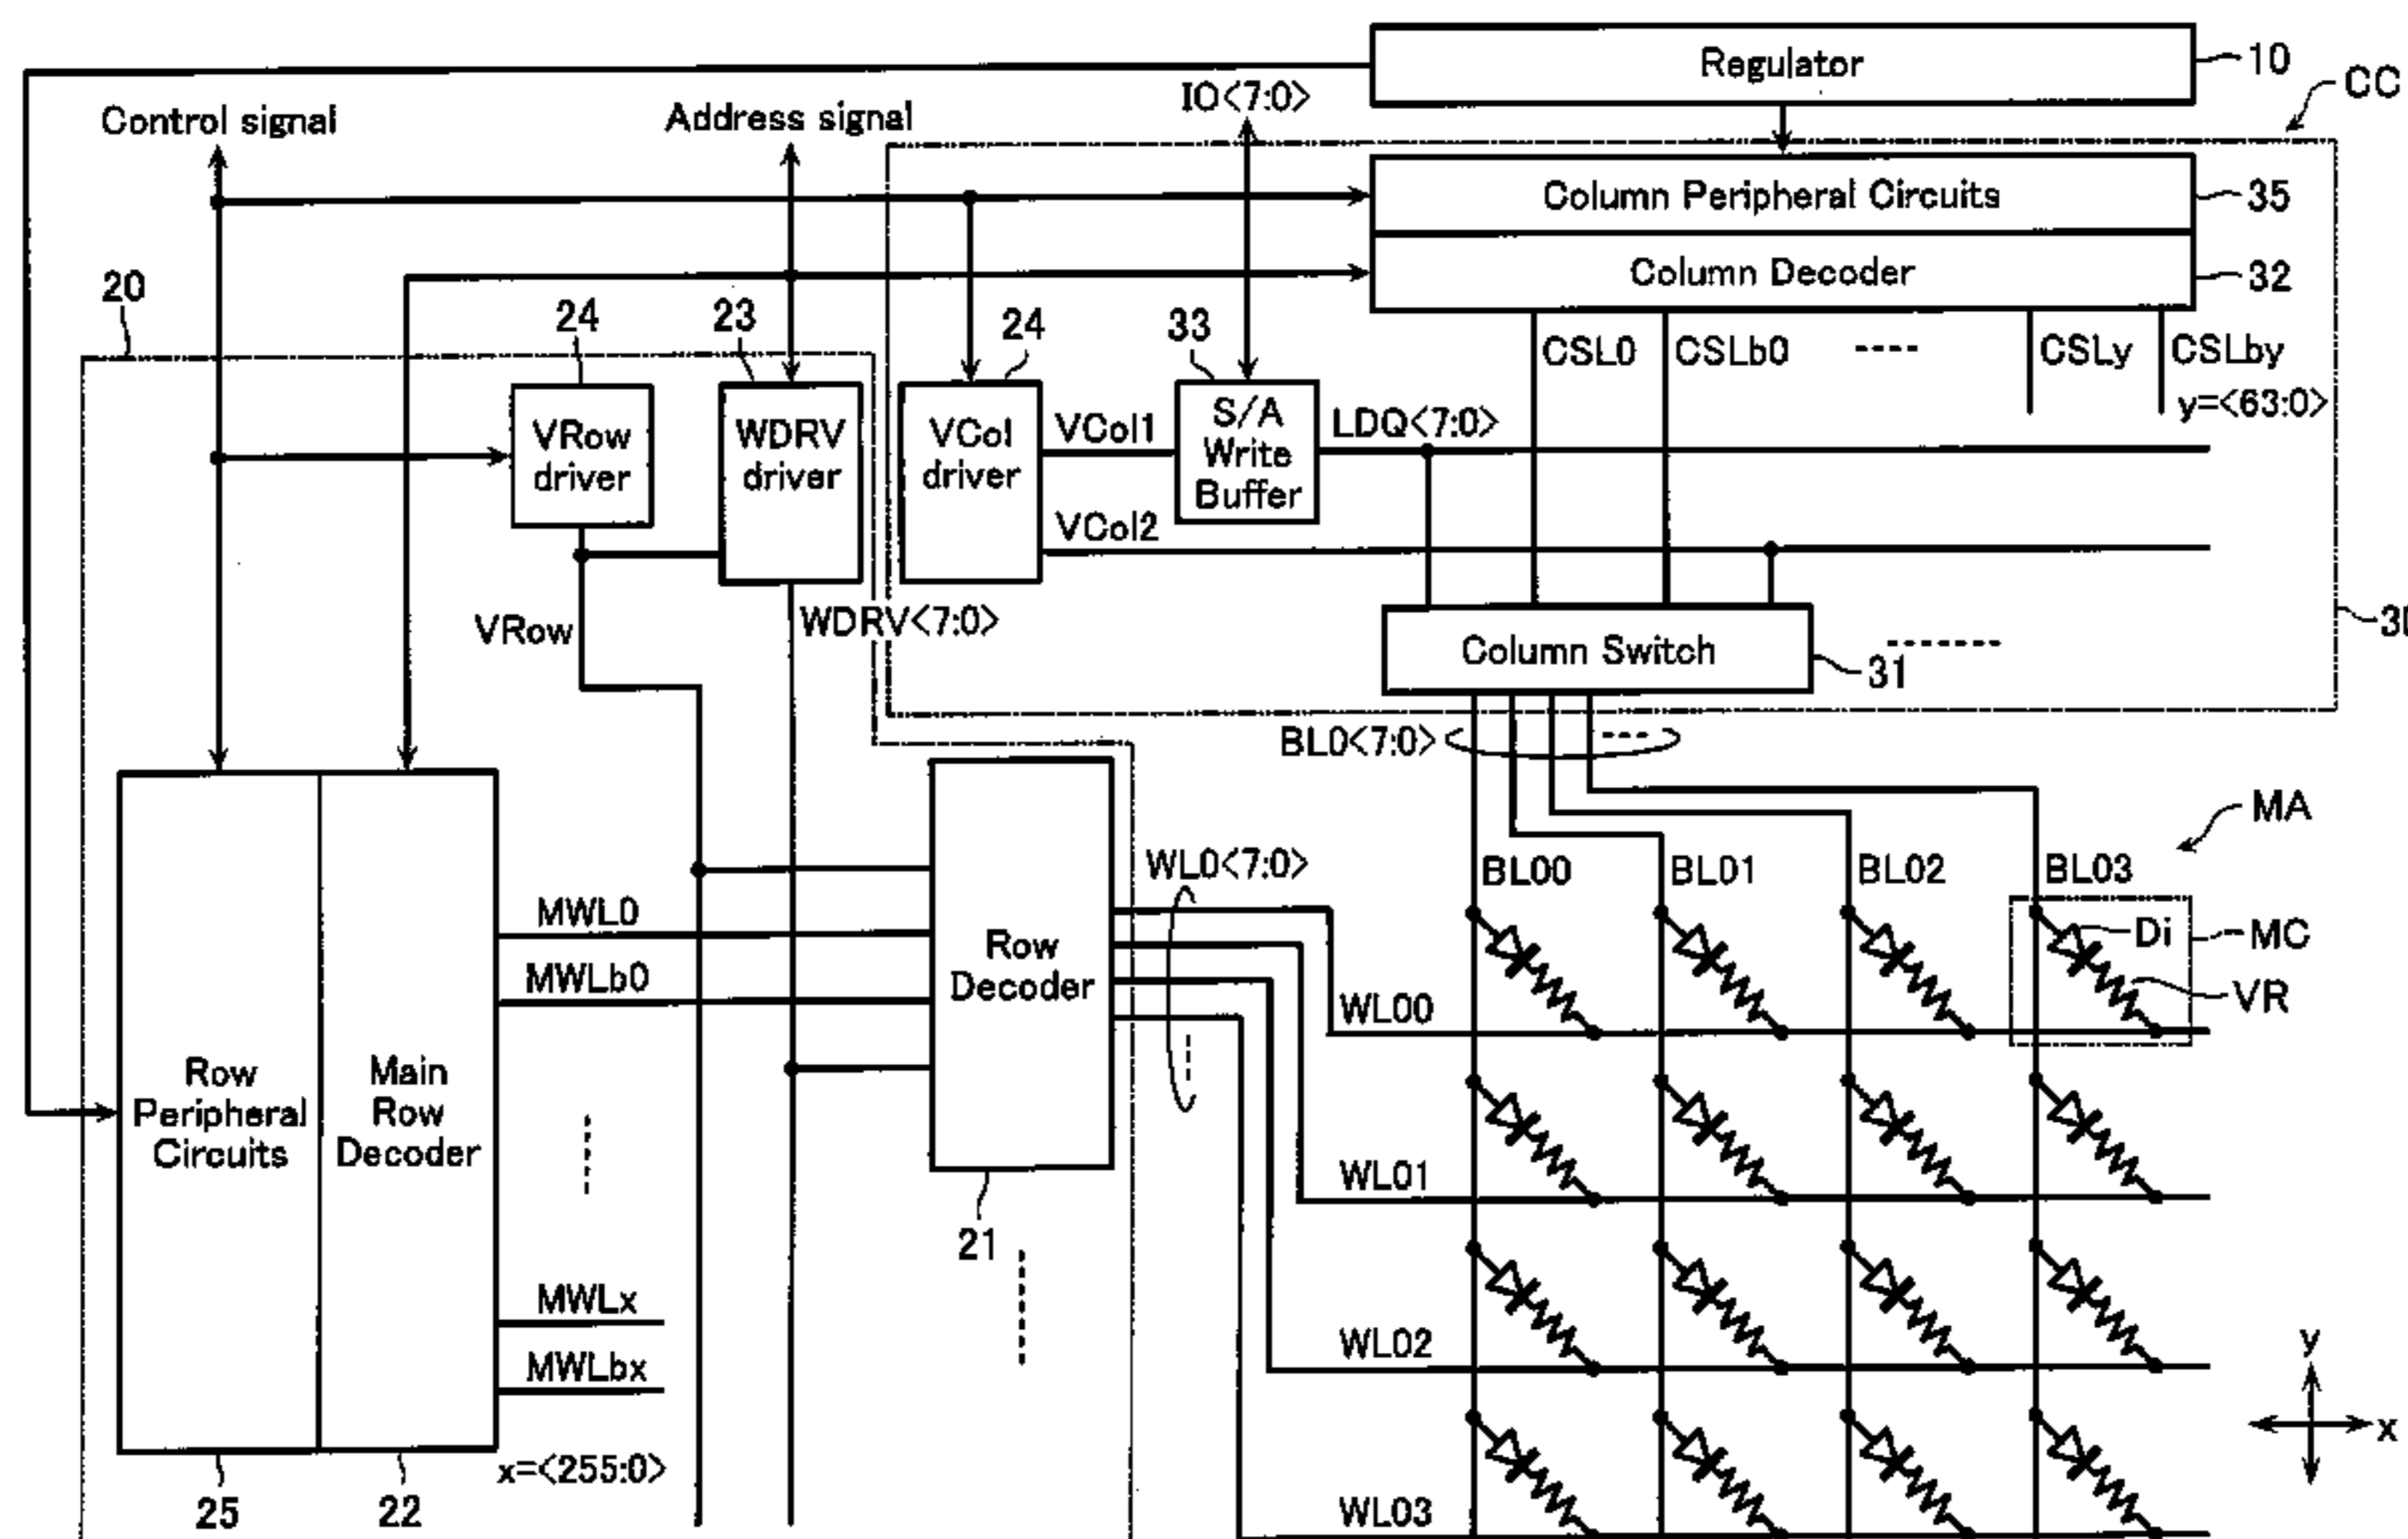 Regulator
10
CC
IO<7:0>
Control signal
Address signal
Column Peripheral Circuits
35
Column Decoder
32
20
24
23
24
33
CSL0
CSLb0
CSLy
CSLby
y=<63:0>
VRow
driver
WDRV
driver
VCol
driver
VCol1
S/A
Write
Buffer
LDQ<7:0>
VCol2
VRow
WDRV<7:0>
Column Switch
31
BL0<7:0>
MA
WL0<7:0>
BL00
BL01
BL02
BL03
MWL0
Di
MC
Row
Decoder
MWLb0
VR
WL00
Row
Peripheral
Circuits
Main
Row
Decoder
WL01
21
MWLx
WL02
MWLbx
y
x
x=<255:0>
25
22
WL03